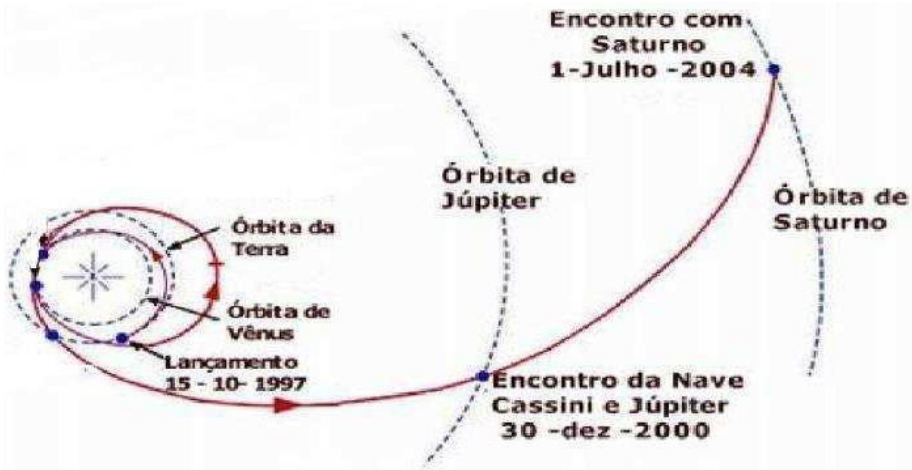 Encontro com
Saturno
1-Julho -2004
Órbita de
Júpiter
Órbita de
Saturno
Órbita da
Terra
Órbita de
Vênus
Lançamento
15 - 10- 1997
Encontro da Nave
Cassini e Júpiter
30 -dez -2000